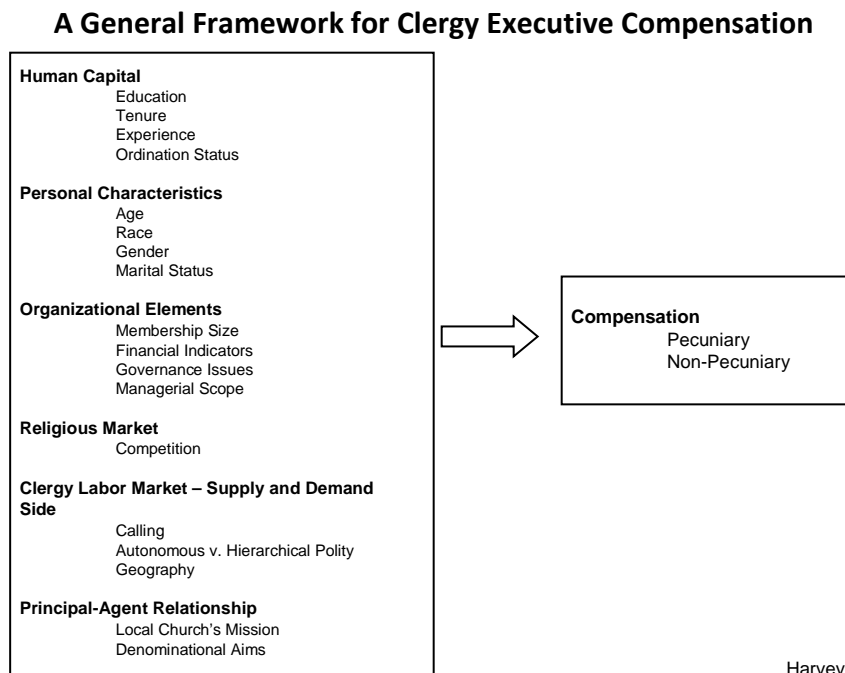 A General Framework for Clergy Executive Compensation
Human Capital
Education
Tenure
Experience
Ordination Status
Personal Characteristics
Age
Race
Gender
Marital Status
Organizational Elements
Membership Size
Financial Indicators
Governance Issues
Managerial Scope
Religious Market
Competition
Clergy Labor Market – Supply and Demand
Side
Calling
Autonomous v. Hierarchical Polity
Geography
Principal-Agent Relationship
Local Church's Mission
Denominational Aims
Compensation
Pecuniary
Non-Pecuniary
Harvey